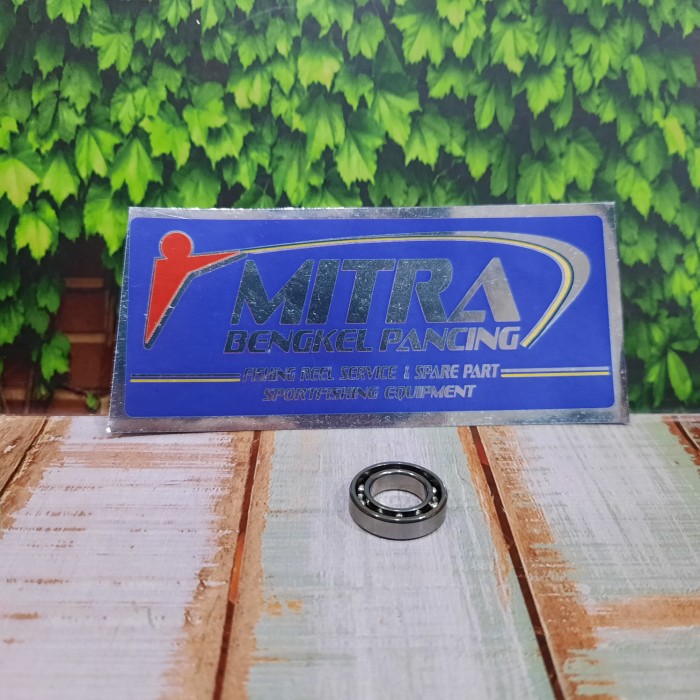 MITRA
BENGKEL PANCING
FISHING REEL SERVICE & SPARE PART
SPORTFISHING EQUIPMENT